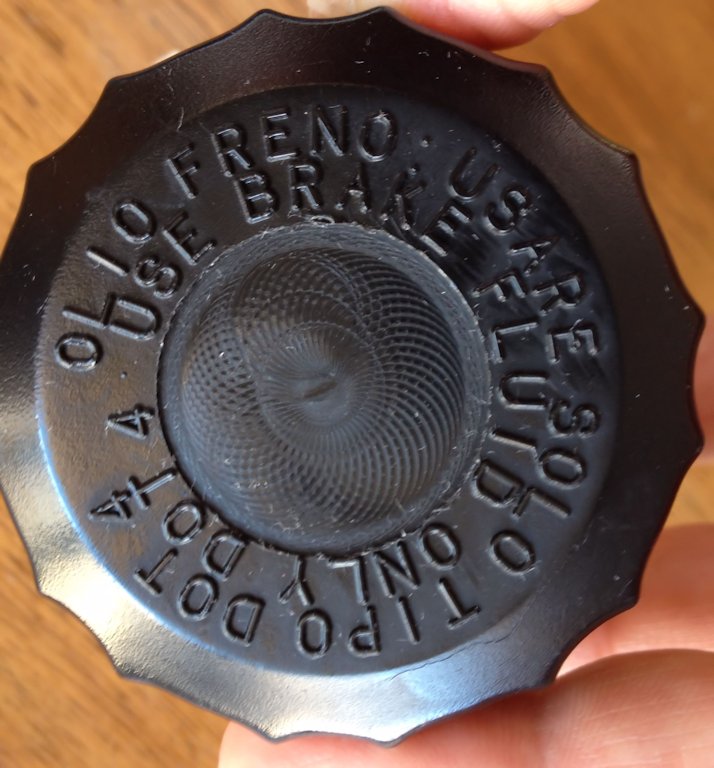 OLIO FRENO· USARE SOLO TIPO DOT 4
USE BRAKE FLUID ONLY DOT 4